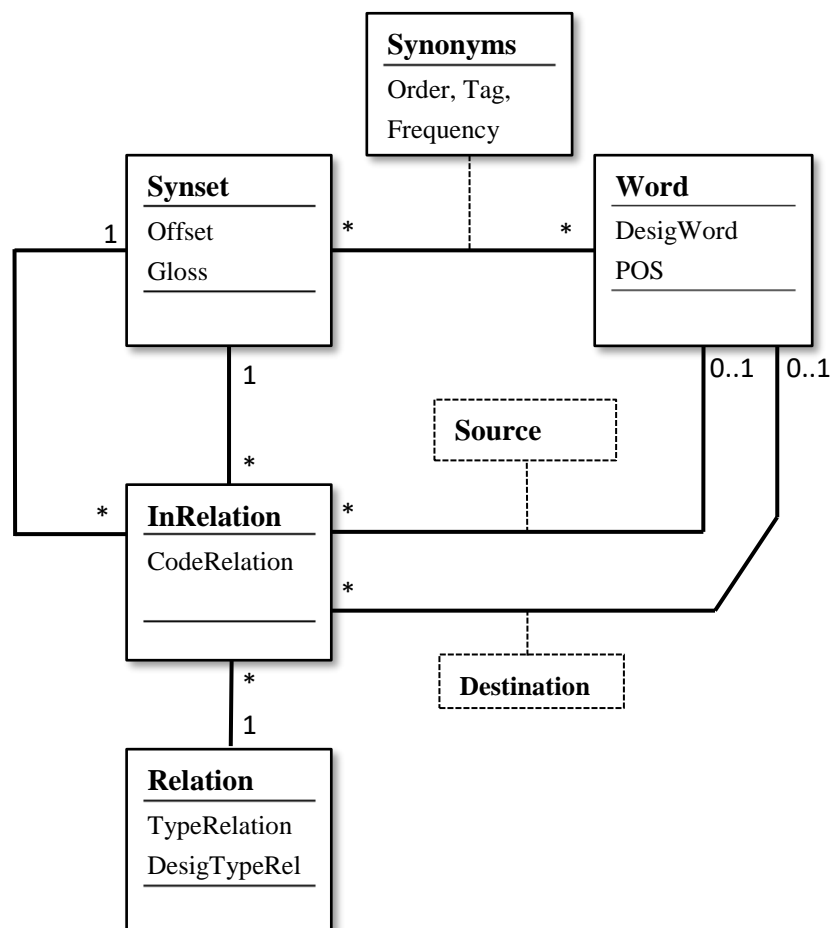 Synonyms
Order, Tag,
Frequency
Synset
Offset
Gloss
Word
DesigWord
POS
1
*
*
1
0..1
0..1
Source
*
*
*
InRelation
CodeRelation
*
Destination
*
1
Relation
TypeRelation
DesigTypeRel